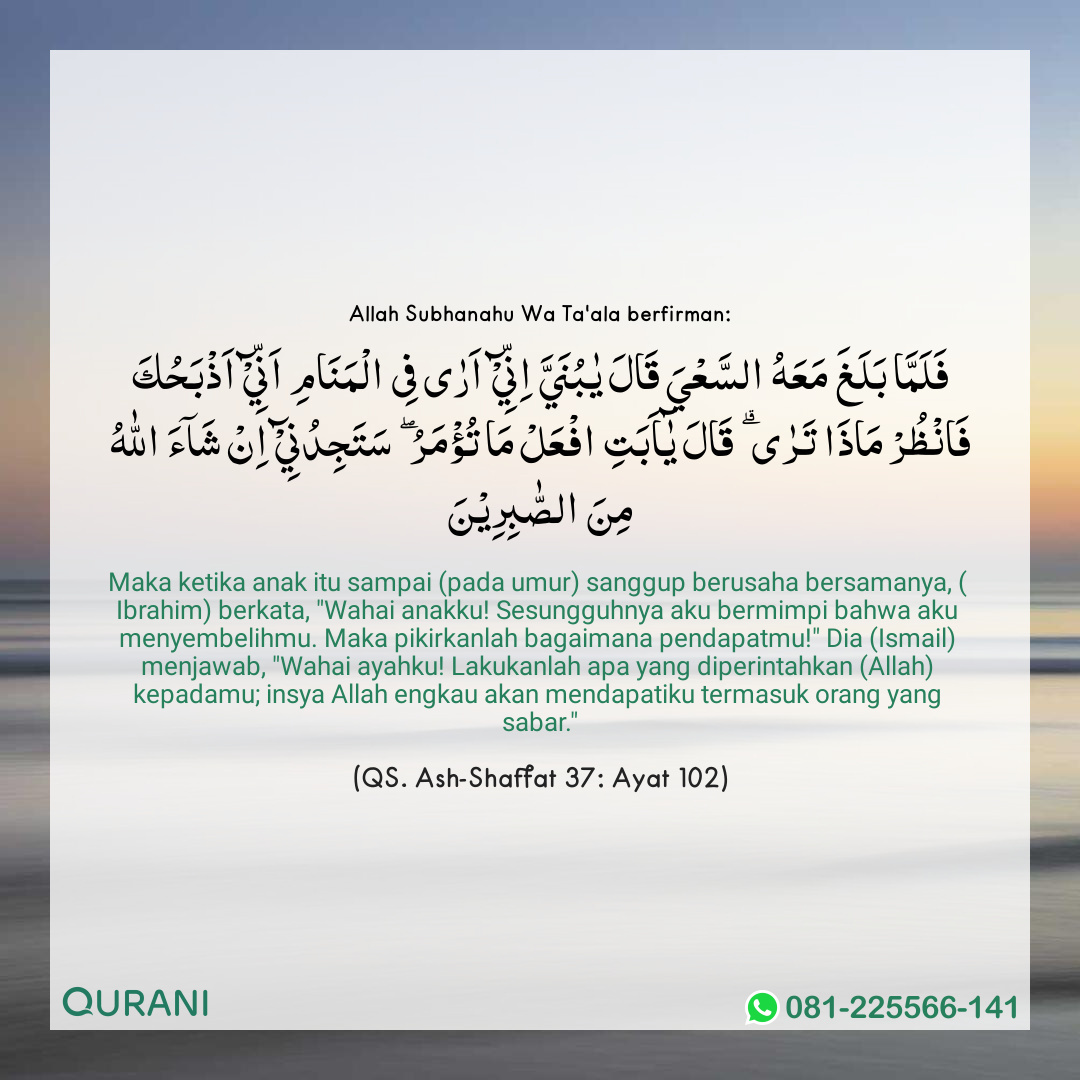 Allah Subhanahu Wa Ta'ala berfirman:
فَلَمَّا بَلَغَ مَعَهُ السَّعْيَ قَالَ يٰبُنَيَّ اِنِّيْۤ اَرٰى فِى الْمَنَامِ اَنِّيْۤ اَذْبَحُكَ
فَانْظُرْ مَاذَا تَرٰى ۗ قَالَ يٰۤاَبَتِ افْعَلْ مَا تُؤْمَرُ ۖ سَتَجِدُنِيْۤ اِنْ شَآءَ اللّٰهُ
مِنَ الصّٰبِرِيْنَ
Maka ketika anak itu sampai (pada umur) sanggup berusaha bersamanya, (
Ibrahim) berkata, "Wahai anakku! Sesungguhnya aku bermimpi bahwa aku
menyembelihmu. Maka pikirkanlah bagaimana pendapatmu!" Dia (Ismail)
menjawab, "Wahai ayahku! Lakukanlah apa yang diperintahkan (Allah)
kepadamu; insya Allah engkau akan mendapatiku termasuk orang yang
sabar."
(QS. Ash-Shaffat 37: Ayat 102)
QURANI
081-225566-141